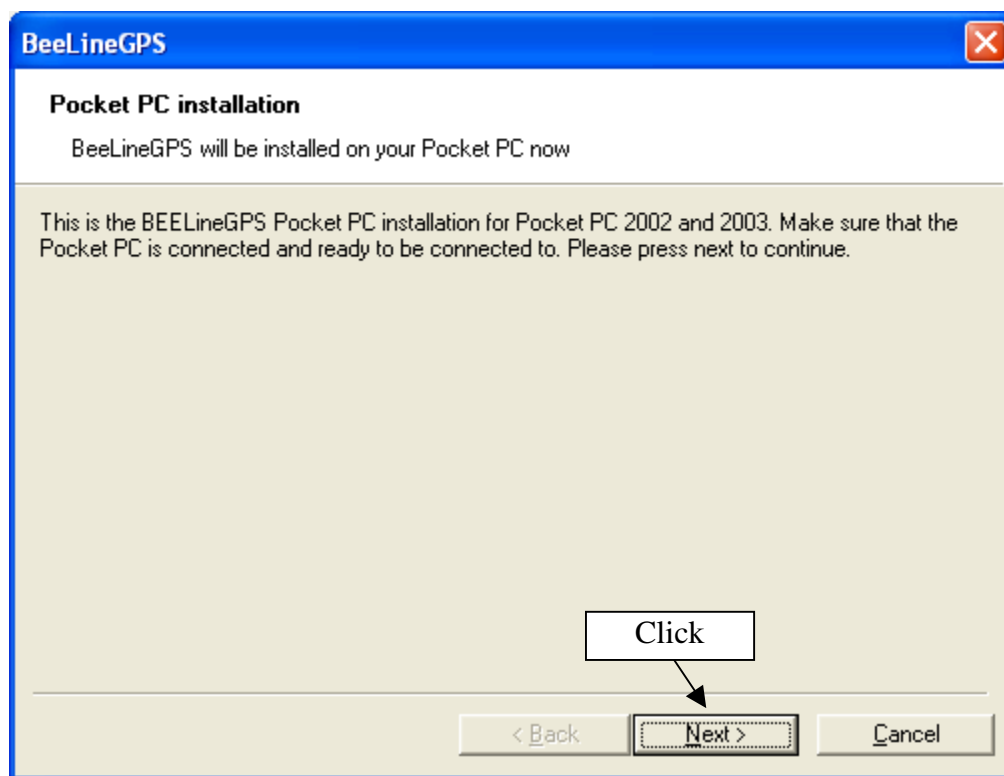 BeeLineGPS
Pocket PC installation
BeeLineGPS will be installed on your Pocket PC now
This is the BEELineGPS Pocket PC installation for Pocket PC 2002 and 2003. Make sure that the
Pocket PC is connected and ready to be connected to. Please press next to continue.
Click
< Back
Next >
Cancel